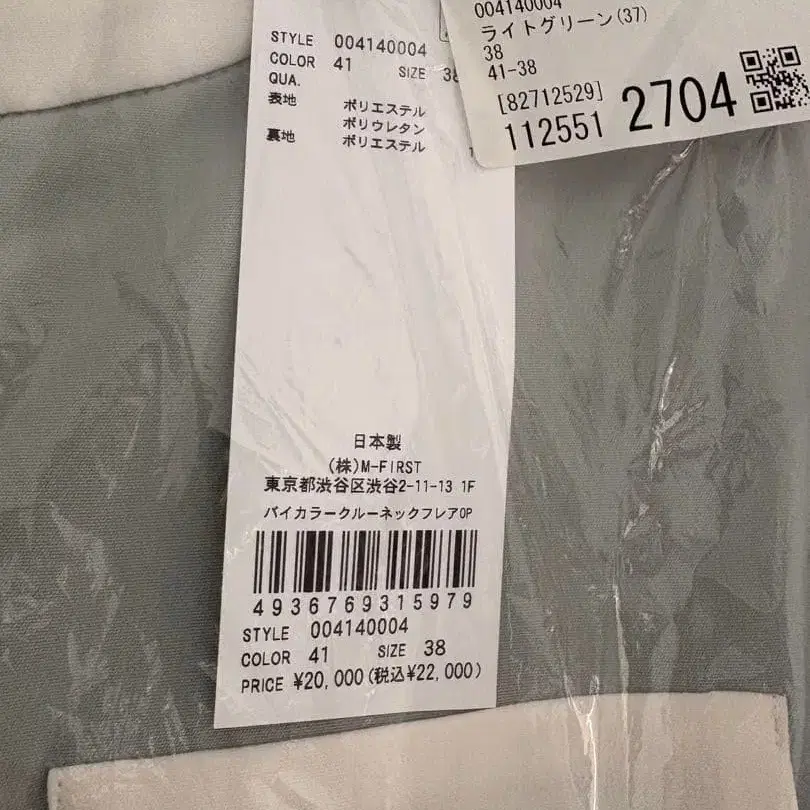 STYLE 004140004
COLOR 41 SIZE 38
QUA.
表地 ポリエステル
ポリウレタン
裏地 ポリエステル
日本製
(株)M-FIRST
東京都渋谷区渋谷2-11-13 1F
バイカラークルーネックフレアOP
4936769315979
STYLE 004140004
COLOR 41 SIZE 38
PRICE ¥20,000(税込¥22,000)
004140004
ライトグリーン(37)
38
41-38
[82712529]
112551 2704